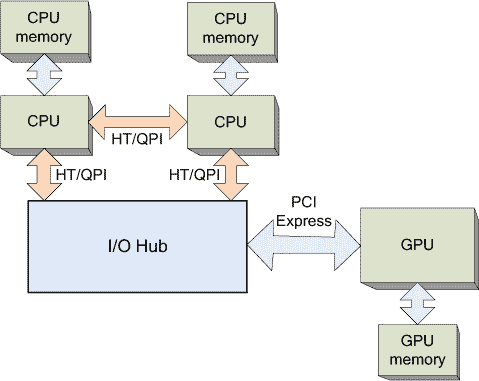 CPU
memory
CPU
memory
CPU
HT/QPI
CPU
HT/QPI
HT/QPI
I/O Hub
PCI
Express
GPU
GPU
memory